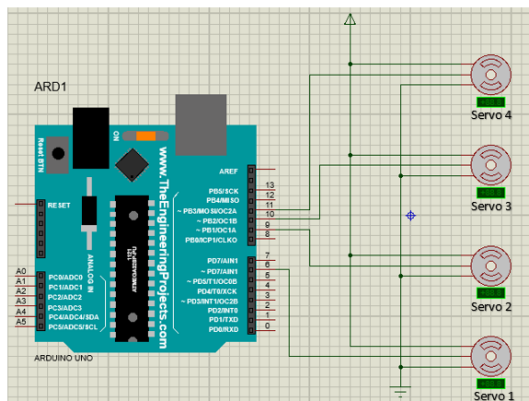 ARD1
Reset BTN
ON
www.TheEngineeringProjects.com
AREF
PB5/SCK 13
PB4/MISO 12
~ PB3/MOSI/OC2A 11
~ PB2/OC1B 10
~ PB1/OC1A 9
PB0/ICP1/CLKO 8
RESET
ANALOG IN
PD7/AIN1 7
~ PD7/AIN1 6
~ PD5/T1/OC0B 5
PD4/T0/XCK 4
~ PD3/INT1/OC2B 3
PD2/INT0 2
PD1/TXD 1
PD0/RXD 0
A0 PC0/ADC0
A1 PC1/ADC1
A2 PC2/ADC2
A3 PC3/ADC3
A4 PC4/ADC4/SDA
A5 PC5/ADC5/SCL
ARDUINO UNO
Servo 4
Servo 3
Servo 2
Servo 1